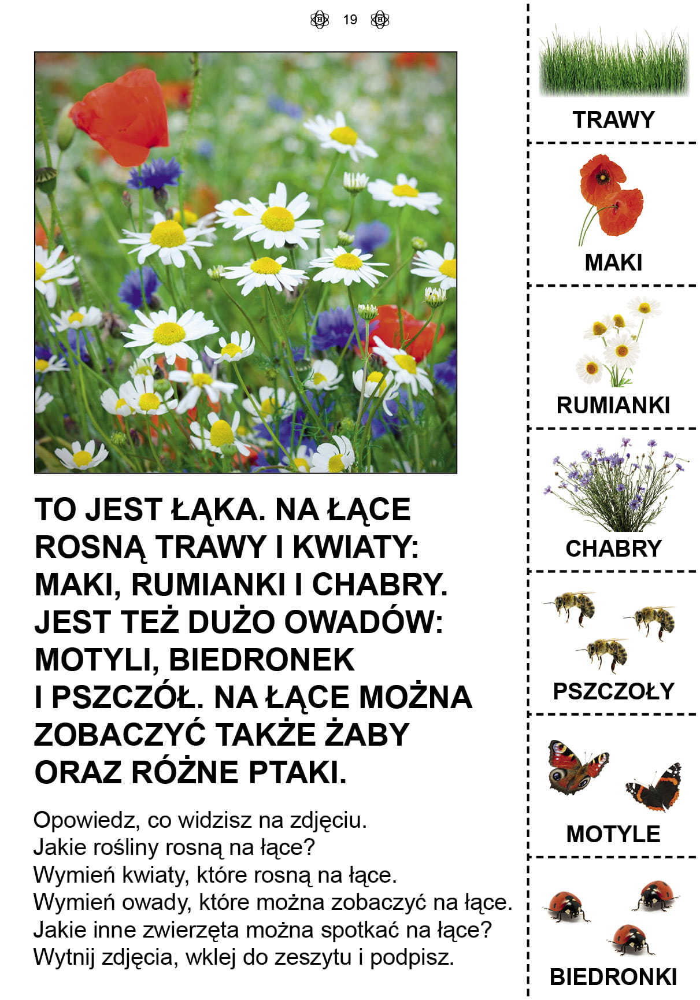 19
TO JEST ŁĄKA. NA ŁĄCE
ROSNĄ TRAWY I KWIATY:
MAKI, RUMIANKI I CHABRY.
JEST TEŻ DUŻO OWADÓW:
MOTYLI, BIEDRONEK
I PSZCZÓŁ. NA ŁĄCE MOŻNA
ZOBACZYĆ TAKŻE ŻABY
ORAZ RÓŻNE PTAKI.
Opowiedz, co widzisz na zdjęciu.
Jakie rośliny rosną na łące?
Wymień kwiaty, które rosną na łące.
Wymień owady, które można zobaczyć na łące.
Jakie inne zwierzęta można spotkać na łące?
Wytnij zdjęcia, wklej do zeszytu i podpisz.
TRAWY
MAKI
RUMIANKI
CHABRY
PSZCZOŁY
MOTYLE
BIEDRONKI